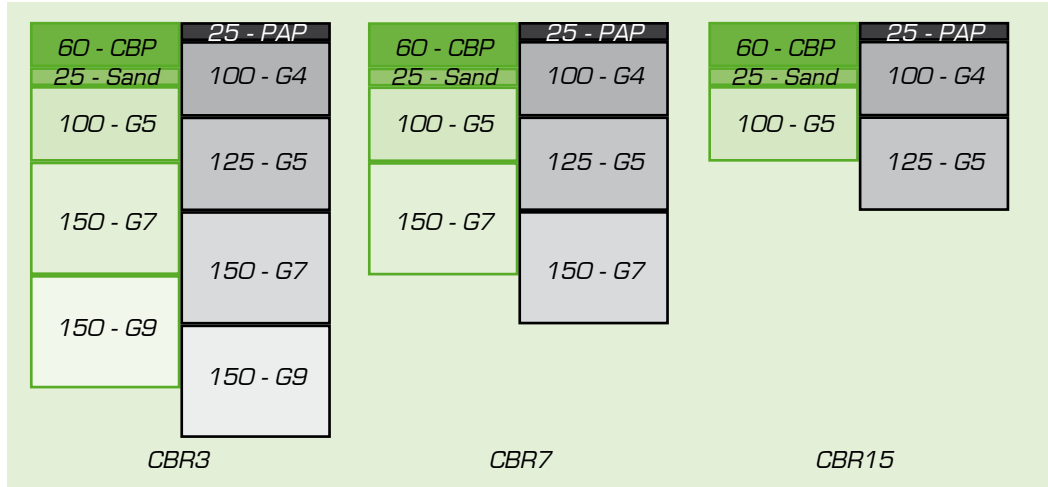 60 - CBP
25 - Sand
100 - G5
150 - G7
150 - G9
25 - PAP
100 - G4
125 - G5
150 - G7
150 - G9
CBR3
60 - CBP
25 - Sand
100 - G5
150 - G7
25 - PAP
100 - G4
125 - G5
150 - G7
CBR7
60 - CBP
25 - Sand
100 - G5
25 - PAP
100 - G4
125 - G5
CBR15